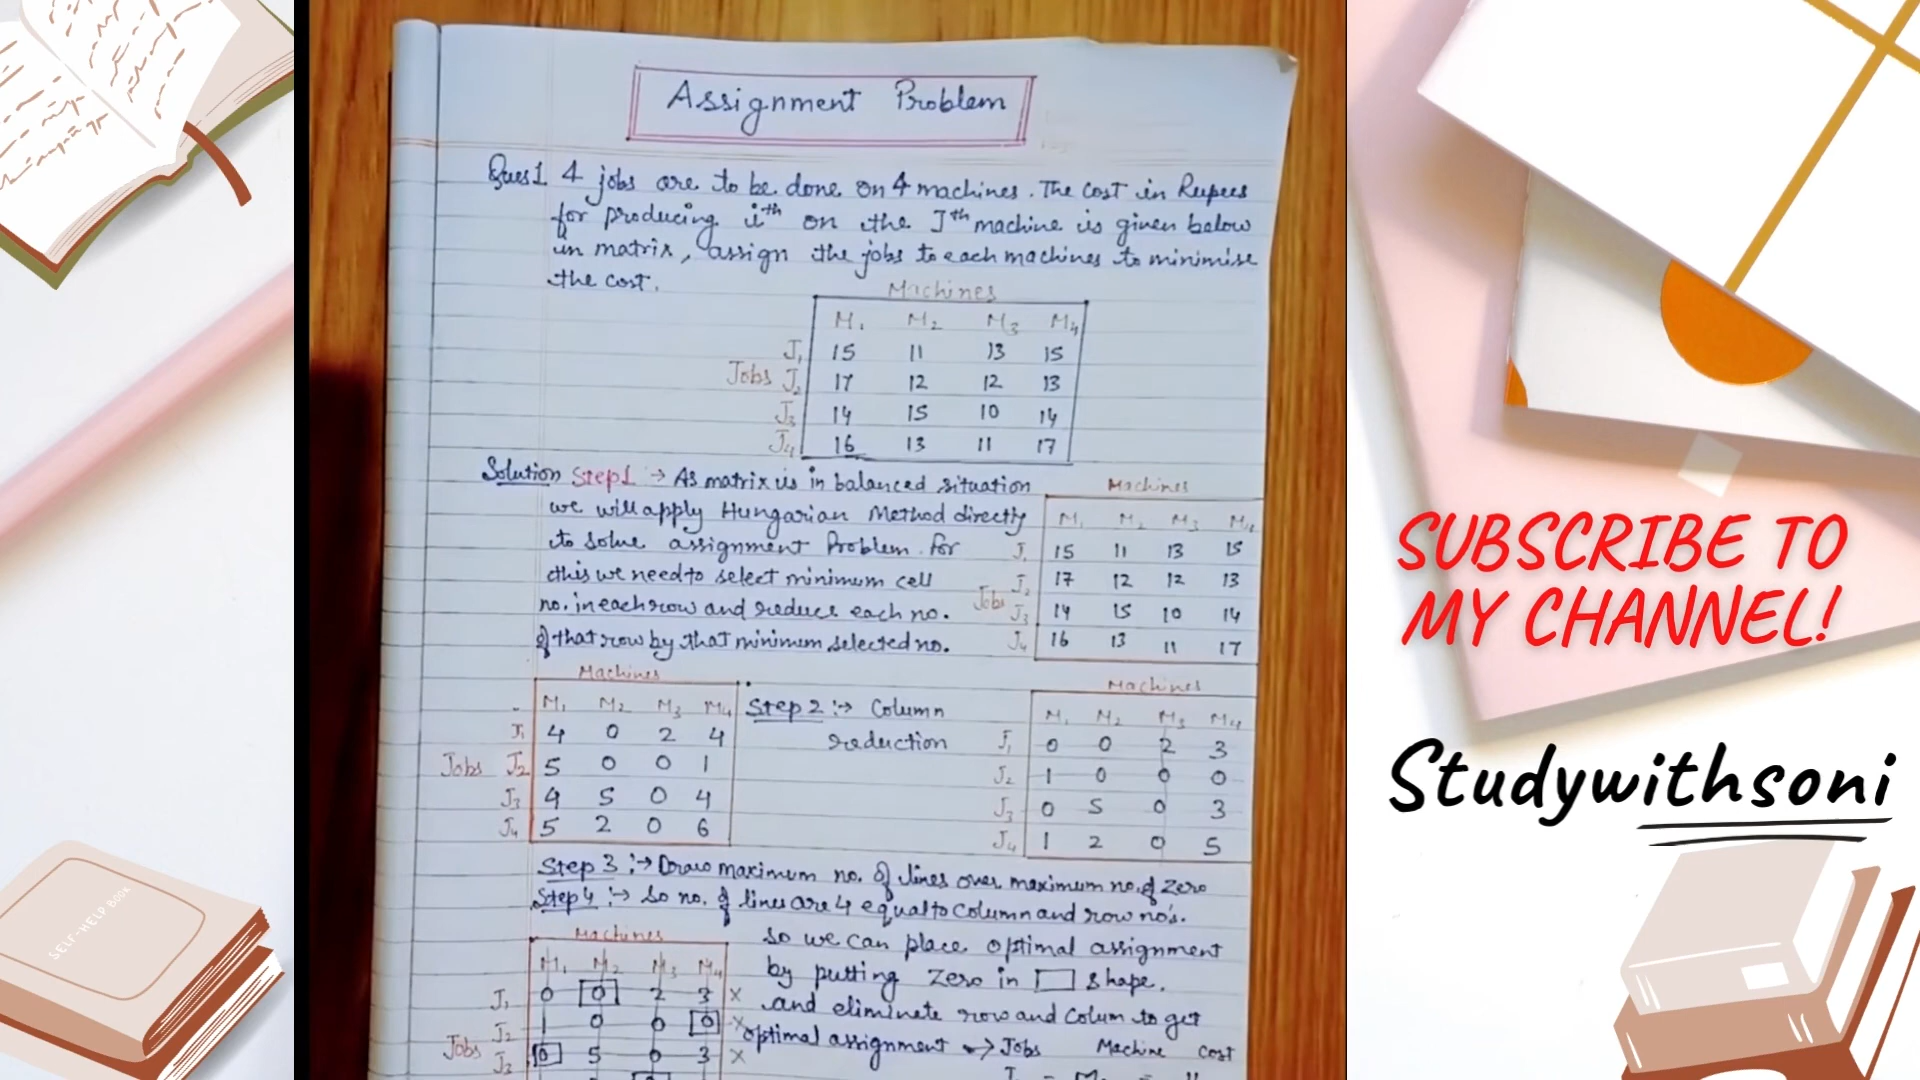 Assignment Problem
Ques1 4 jobs are to be done on 4 machines. The cost in Rupees
for producing ith on the Jth machine is given below
in matrix, assign the jobs to each machines to minimise
the cost.
Machines
M1 M2 M3 M4
J1 15 11 13 15
Jobs J2 17 12 12 13
J3 14 15 10 14
J4 16 13 11 17
Solution Step1 → As matrix is in balanced situation
we will apply Hungarian Method directly
to solve assignment Problem. for
this we need to select minimum cell
no. in each row and reduce each no.
of that row by that minimum selected no.
Machines
M1 M2 M3 M4
J1 15 11 13 15
J2 17 12 12 13
Jobs J3 14 15 10 14
J4 16 13 11 17
Machines
M1 M2 M3 M4
J1 4 0 2 4
Jobs J2 5 0 0 1
J3 4 5 0 4
J4 5 2 0 6
Step 2 :→ Column
reduction
Machines
M1 M2 M3 M4
J1 0 0 2 3
J2 1 0 0 0
J3 0 5 0 3
J4 1 2 0 5
Step 3 :→ Draw maximum no. of lines over maximum no. of zero
Step 4 :→ So no. of lines are 4 equal to Column and row no's.
so we can place optimal assignment
by putting Zero in □ shape.
and eliminate row and Colum to get
optimal assignment → Jobs Machine Cost
Machines
M1 M2 M3 M4
J1 0 0 2 3 x
J2 1 0 0 0 x
Jobs J3 0 5 0 3 x
SELF-HELP BOOK
SUBSCRIBE TO
MY CHANNEL!
Studywithsoni